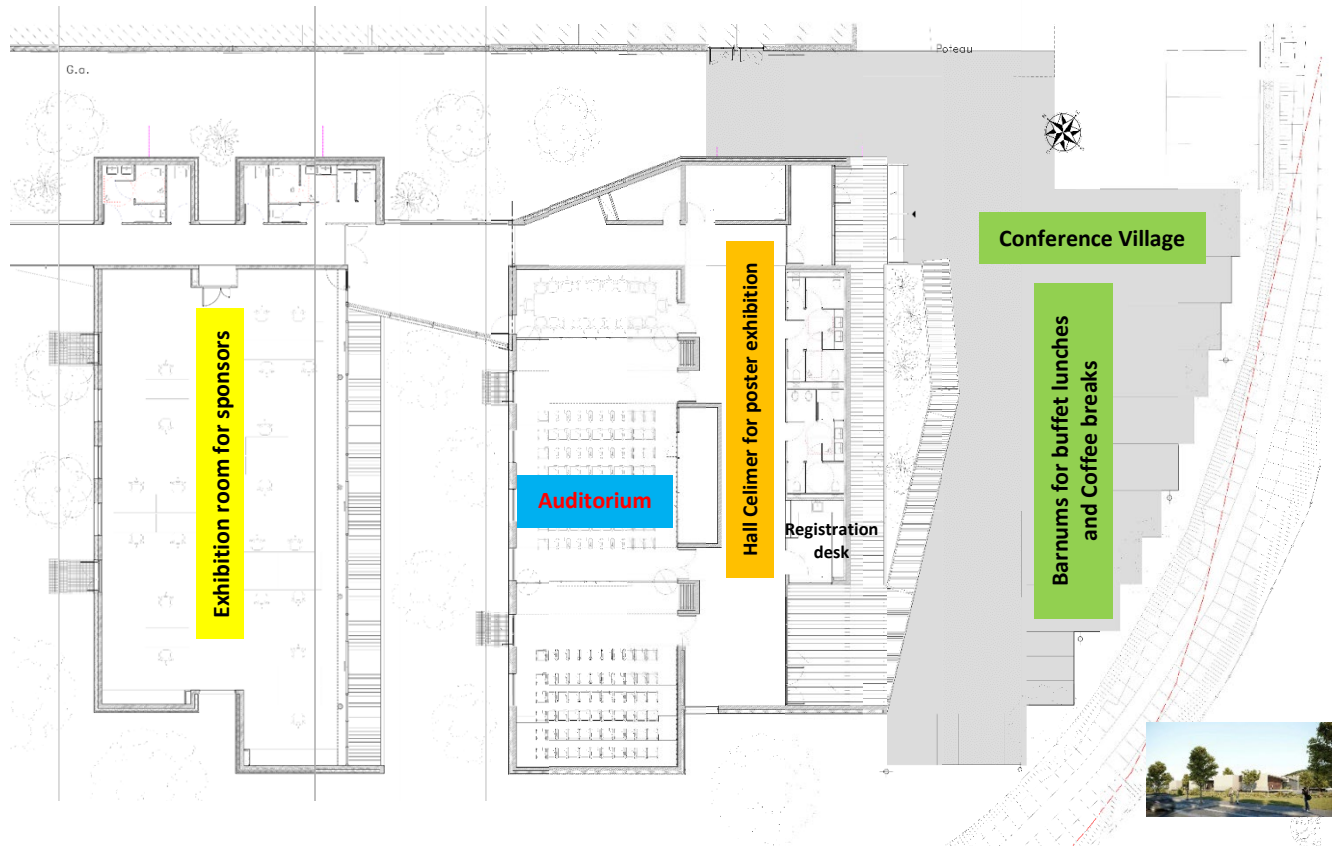 G.a.
Poteau
Conference Village
Exhibition room for sponsors
Auditorium
Hall Celimer for poster exhibition
Registration
desk
Barnums for buffet lunches
and Coffee breaks